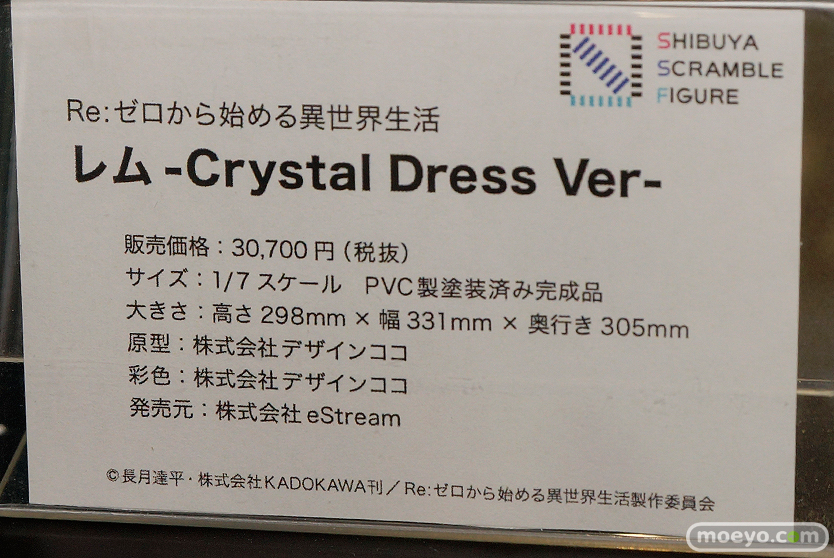 SHIBUYA
SCRAMBLE
FIGURE
Re:ゼロから始める異世界生活
レム-Crystal Dress Ver-
販売価格：30,700円（税抜）
サイズ：1/7スケール　PVC製塗装済み完成品
大きさ：高さ298mm × 幅331mm × 奥行き305mm
原型：株式会社デザインココ
彩色：株式会社デザインココ
発売元：株式会社eStream
©長月達平・株式会社KADOKAWA刊／Re:ゼロから始める異世界生活製作委員会
moeyo.com